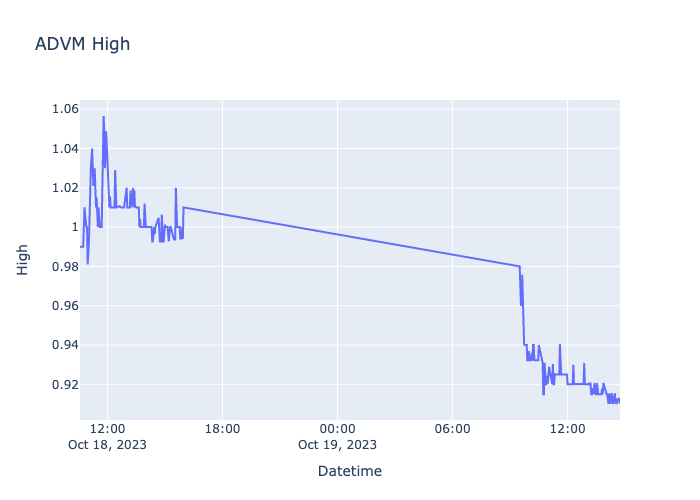 ADVM High
1.06
1.04
1.02
1
0.98
0.96
0.94
0.92
High
12:00
Oct 18, 2023
18:00
00:00
Oct 19, 2023
06:00
12:00
Datetime